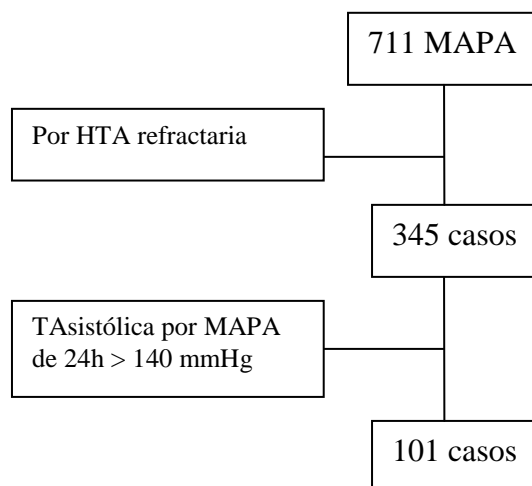 711 MAPA
Por HTA refractaria
345 casos
TAsistólica por MAPA
de 24h > 140 mmHg
101 casos